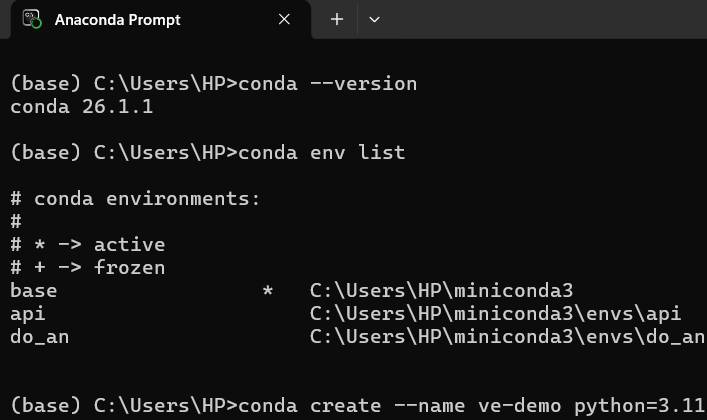 Anaconda Prompt
(base) C:\Users\HP>conda --version
conda 26.1.1
(base) C:\Users\HP>conda env list
# conda environments:
#
# * -> active
# + -> frozen
base * C:\Users\HP\miniconda3
api C:\Users\HP\miniconda3\envs\api
do_an C:\Users\HP\miniconda3\envs\do_an
(base) C:\Users\HP>conda create --name ve-demo python=3.11